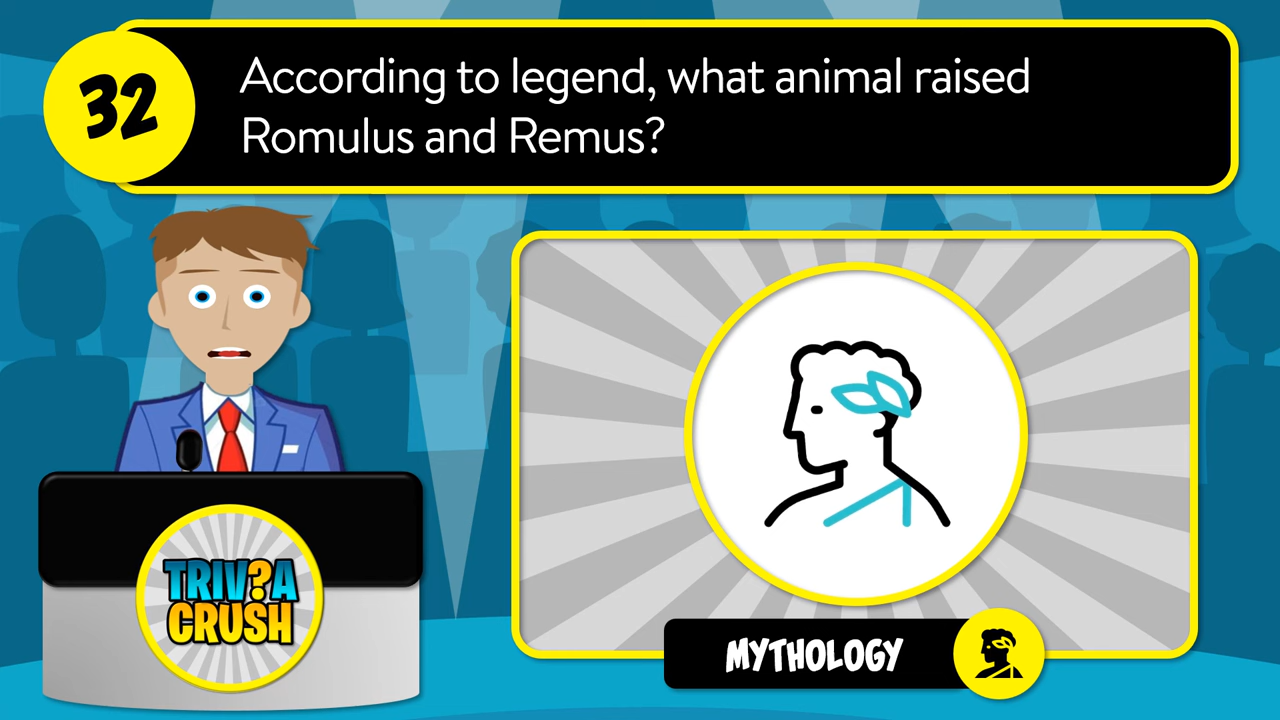 32
According to legend, what animal raised
Romulus and Remus?
TRIV?A
CRUSH
MYTHOLOGY